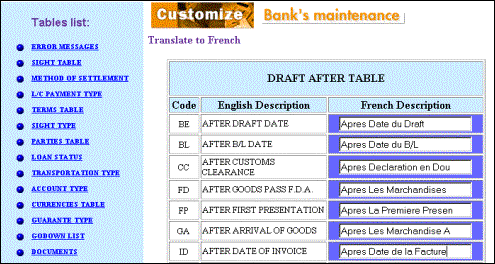 Customize Bank's maintenance
Tables list:
Translate to French
ERROR MESSAGES
SIGHT TABLE
METHOD OF SETTLEMENT
L/C PAYMENT TYPE
TERMS TABLE
SIGHT TYPE
PARTIES TABLE
LOAN STATUS
TRANSPORTATION TYPE
ACCOUNT TYPE
CURRENCIES TABLE
GUARANTE TYPE
GODOWN LIST
DOCUMENTS
DRAFT AFTER TABLE
Code English Description French Description
BE AFTER DRAFT DATE Apres Date du Draft
BL AFTER B/L DATE Apres Date du B/L
CC AFTER CUSTOMS CLEARANCE Apres Declaration en Dou
FD AFTER GOODS PASS F.D.A. Apres Les Marchandises
FP AFTER FIRST PRESENTATION Apres La Premiere Presen
GA AFTER ARRIVAL OF GOODS Apres Les Marchandise A
ID AFTER DATE OF INVOICE Apres Date de la Facture